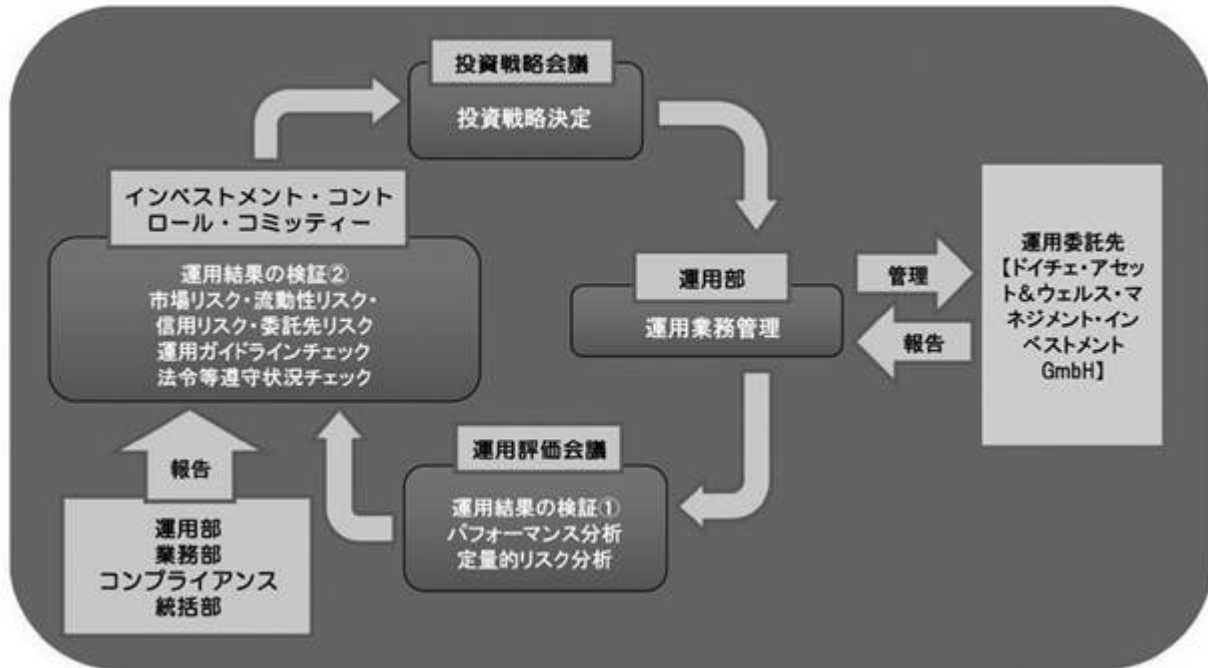 投資戦略会議
投資戦略決定
インベストメント・コント
ロール・コミッティー
運用結果の検証②
市場リスク・流動性リスク・
信用リスク・委託先リスク
運用ガイドラインチェック
法令等遵守状況チェック
運用部
運用業務管理
管理
報告
運用委託先
【ドイチェ・アセッ
ト&ウェルス・マ
ネジメント・イン
ベストメント
GmbH】
運用評価会議
運用結果の検証①
パフォーマンス分析
定量的リスク分析
報告
運用部
業務部
コンプライアンス
統括部